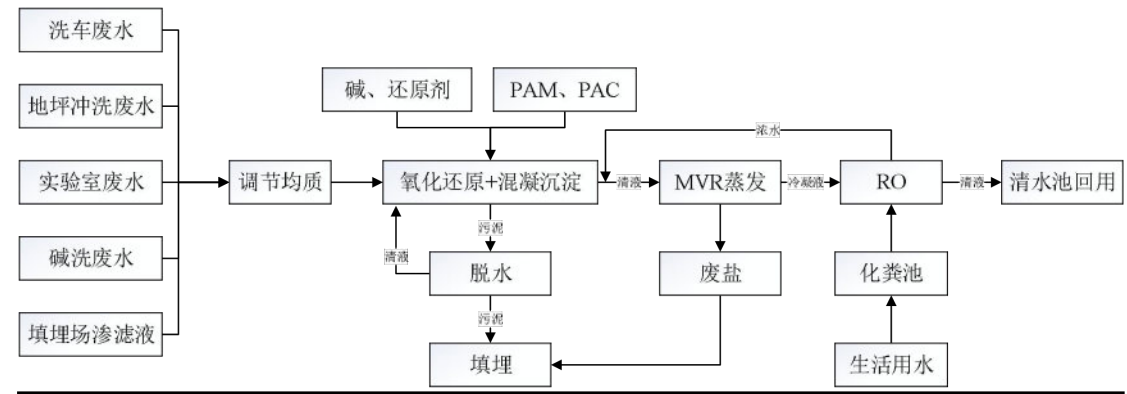 洗车废水
地坪冲洗废水
实验室废水
碱洗废水
填埋场渗滤液
调节均质
碱、还原剂
PAM、PAC
氧化还原+混凝沉淀
清液
MVR蒸发
冷凝液
RO
清液
清水池回用
浓水
污泥
清液
脱水
废盐
化粪池
污泥
填埋
生活用水